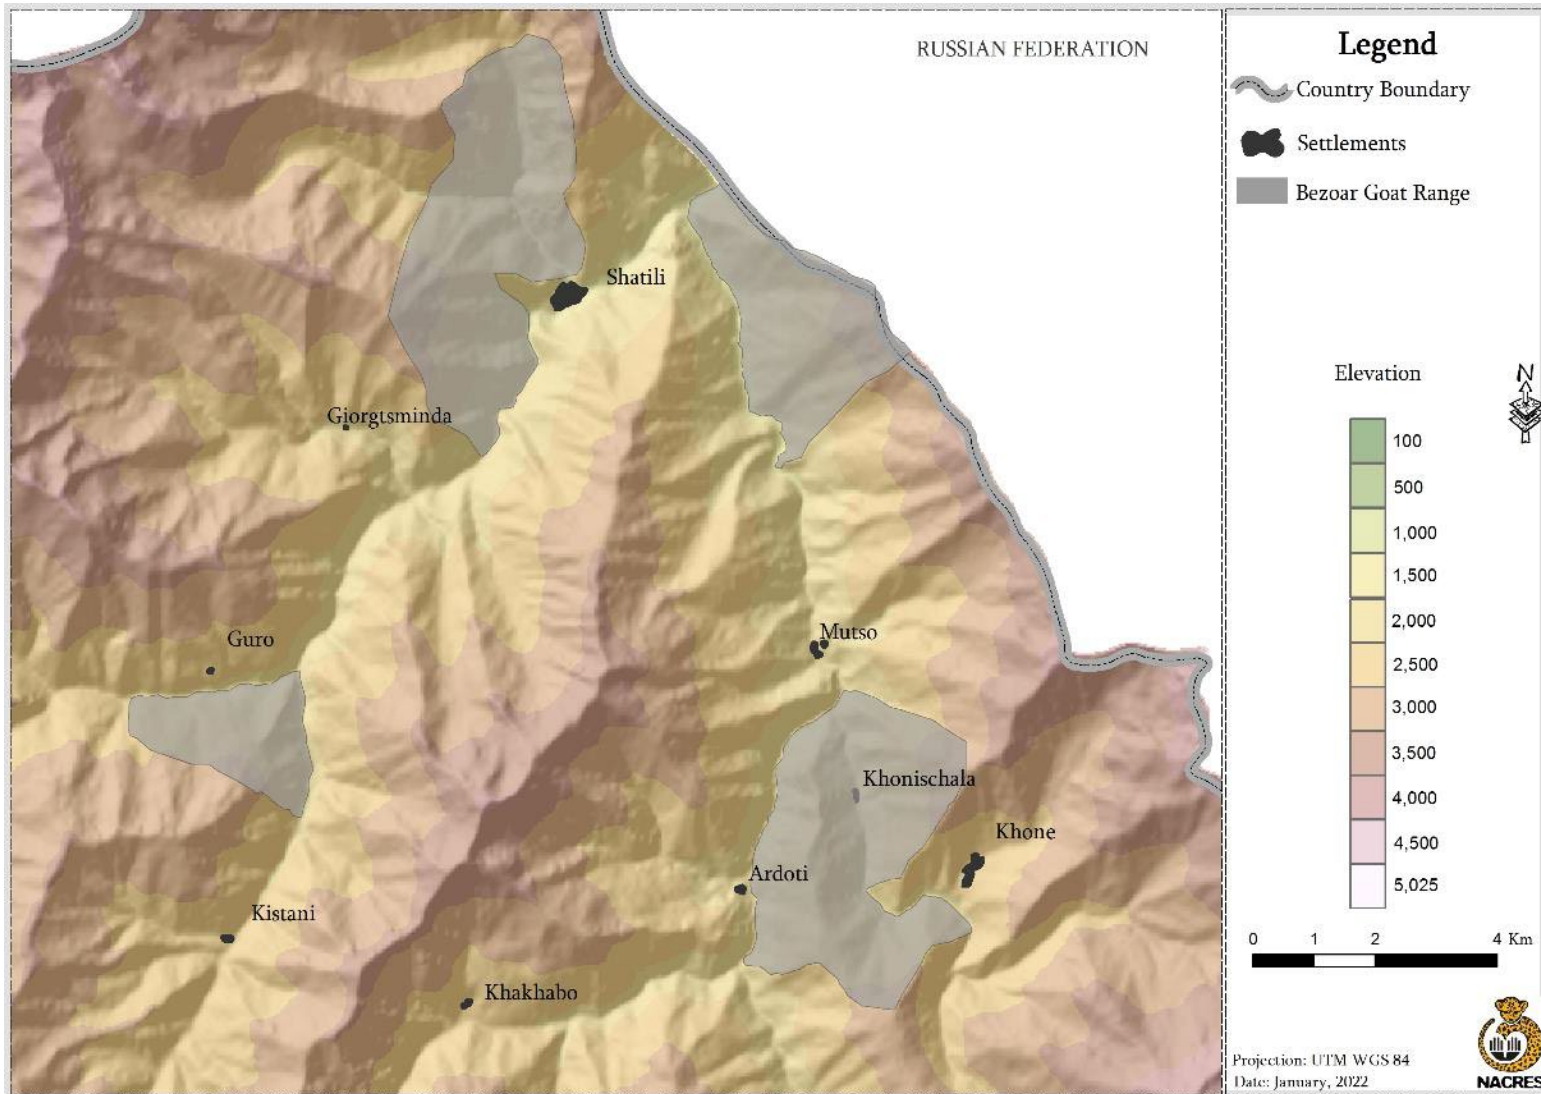 RUSSIAN FEDERATION
Shatili
Giorgtsminda
Guro
Mutso
Khonischala
Khone
Ardoti
Kistani
Khakhabo
Legend
Country Boundary
Settlements
Bezoar Goat Range
Elevation
N
100
500
1,000
1,500
2,000
2,500
3,000
3,500
4,000
4,500
5,025
0 1 2 4 Km
Projection: UTM WGS 84
Date: January, 2022
NACRES